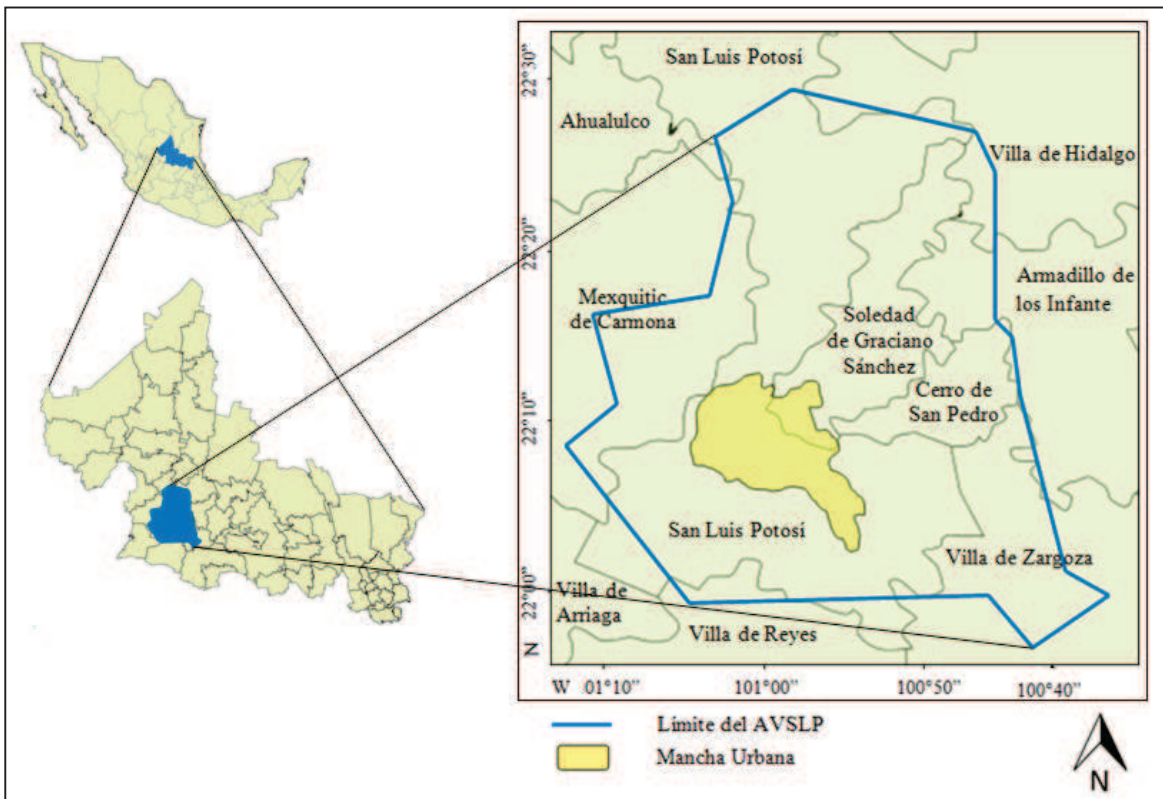 San Luis Potosí
22°30"
Ahualulco
Villa de Hidalgo
22°20"
Armadillo de
los Infante
Mexquitic
de Carmona
Soledad
de Graciano
Sánchez
Cerro de
San Pedro
22°10"
San Luis Potosí
Villa de Zargoza
22°00"
Villa de
Arriaga
Villa de Reyes
N
W 01°10" 101°00" 100°50" 100°40"
Límite del AVSLP
Mancha Urbana
N